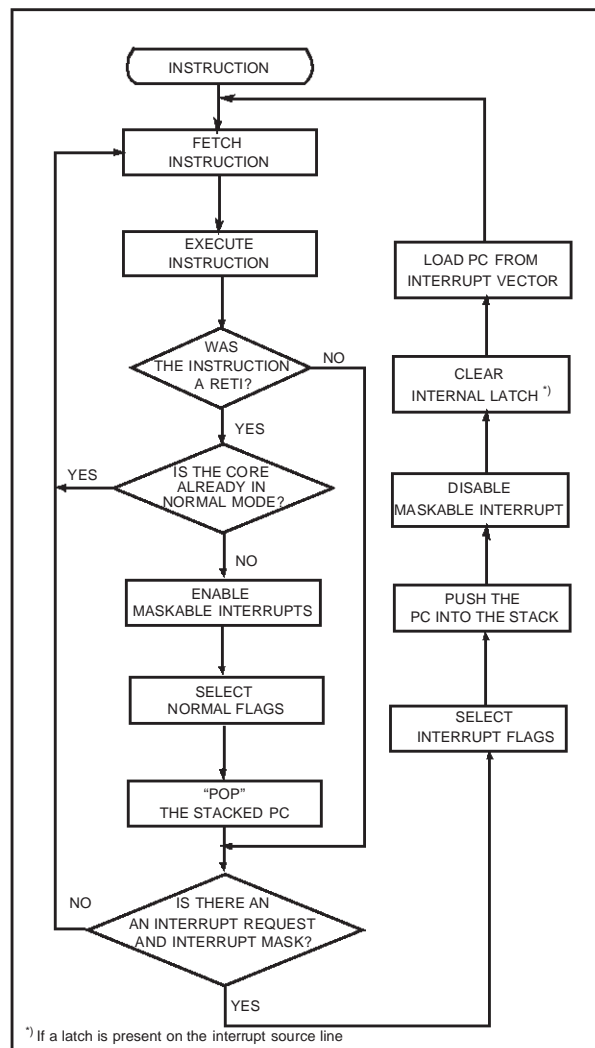 INSTRUCTION
FETCH
INSTRUCTION
EXECUTE
INSTRUCTION
WAS
THE INSTRUCTION
A RETI?
NO
YES
IS THE CORE
ALREADY IN
NORMAL MODE?
YES
NO
ENABLE
MASKABLE INTERRUPTS
SELECT
NORMAL FLAGS
“POP”
THE STACKED PC
IS THERE AN
AN INTERRUPT REQUEST
AND INTERRUPT MASK?
NO
YES
SELECT
INTERRUPT FLAGS
PUSH THE
PC INTO THE STACK
DISABLE
MASKABLE INTERRUPT
CLEAR
INTERNAL LATCH *)
LOAD PC FROM
INTERRUPT VECTOR
*) If a latch is present on the interrupt source line